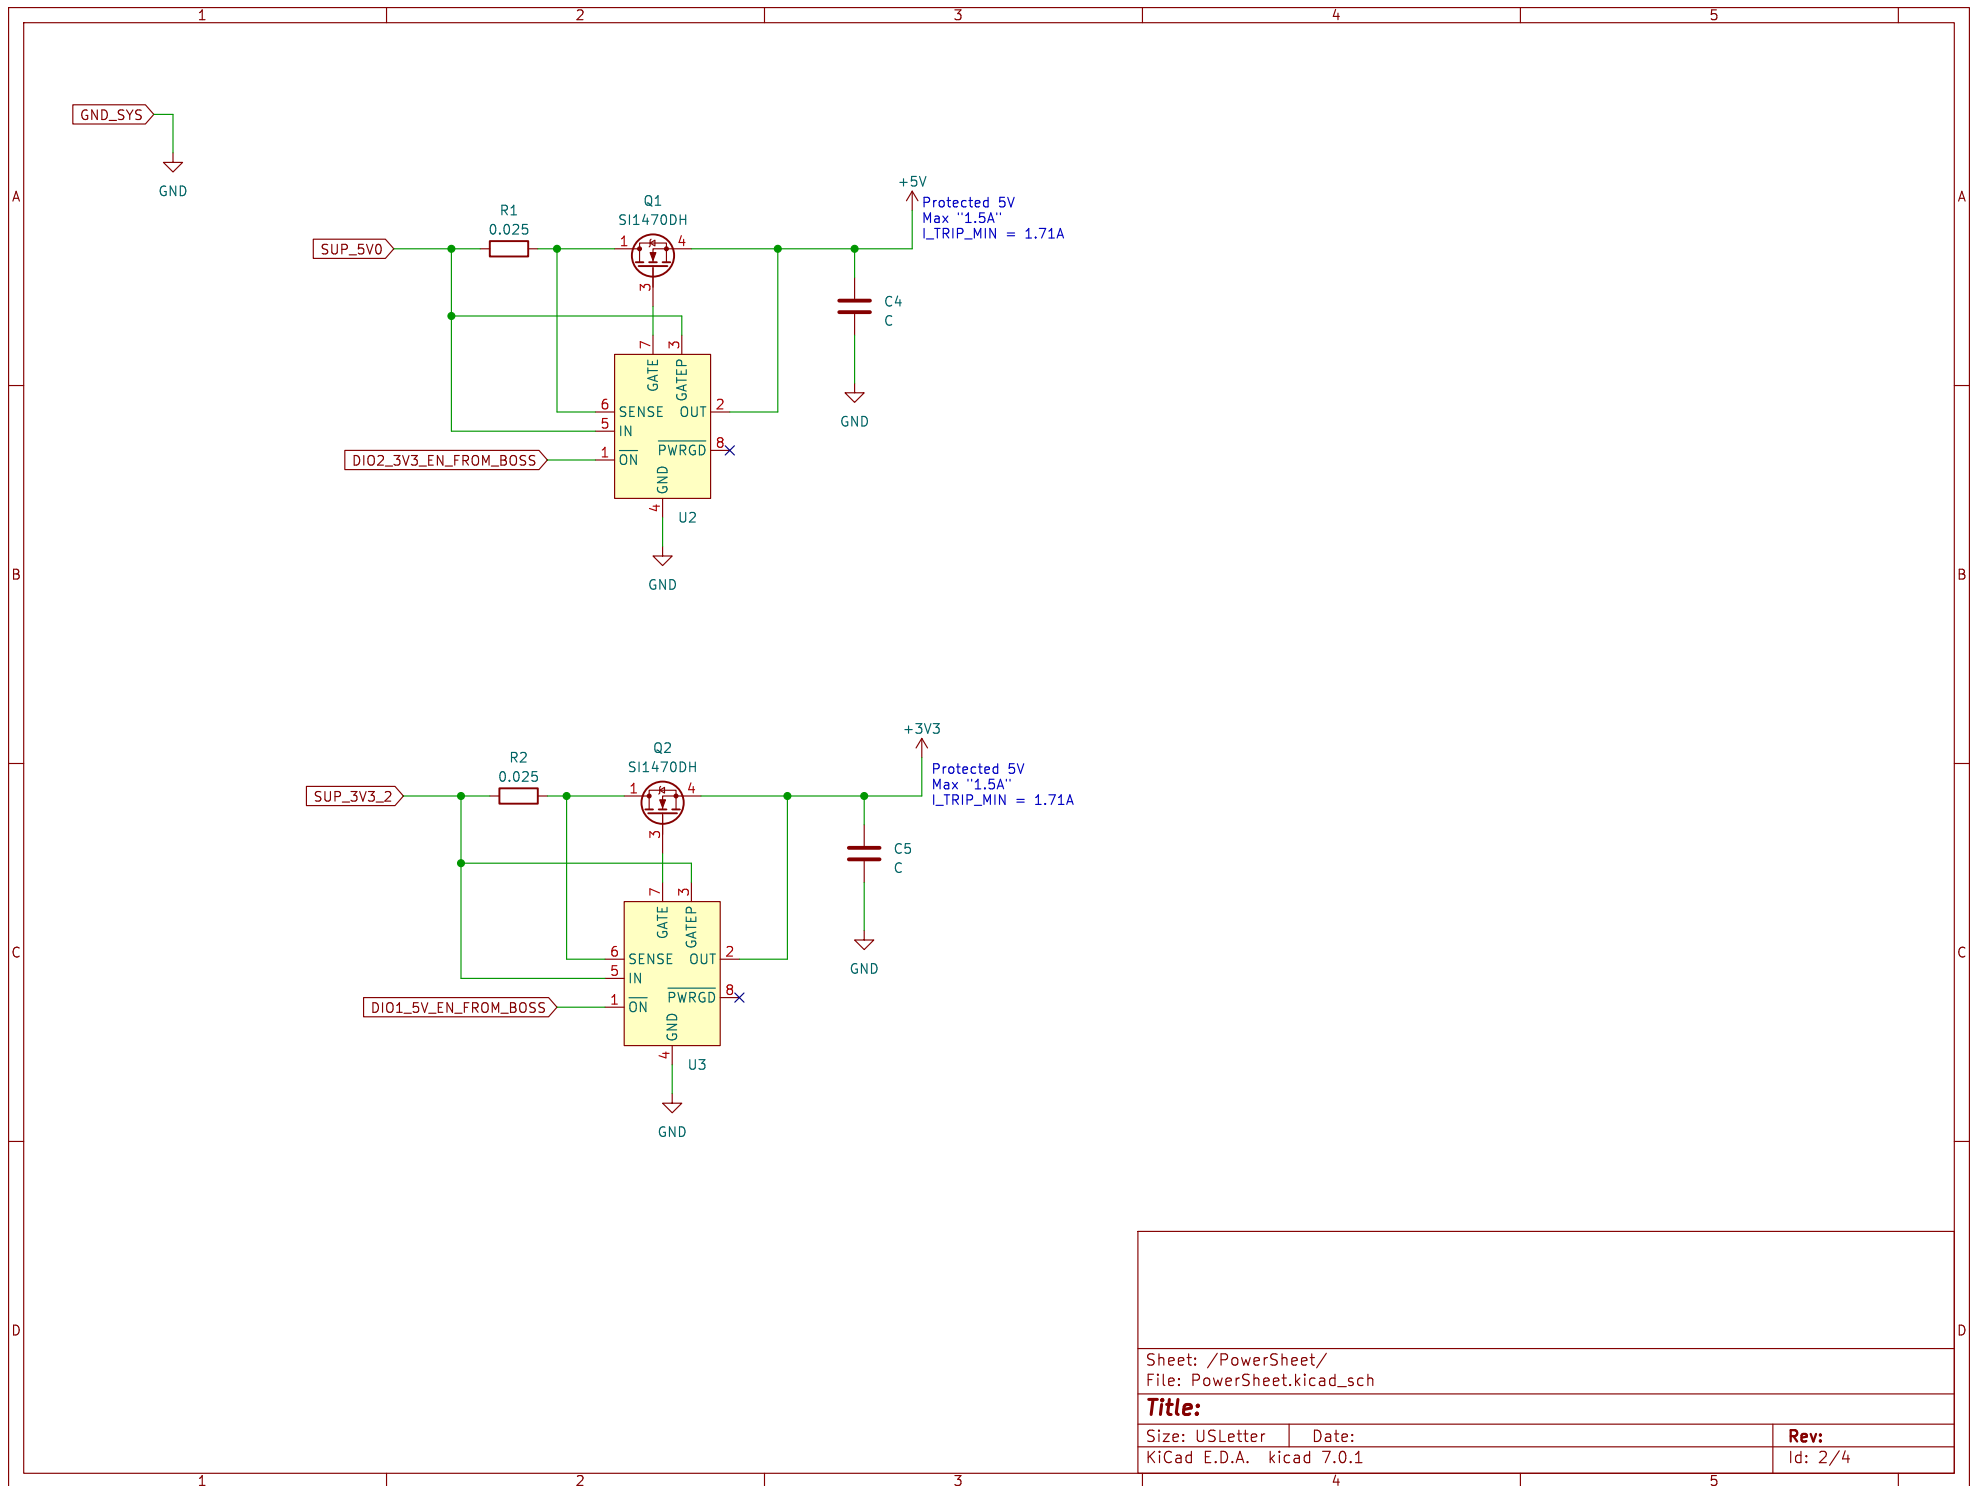 1 2 3 4 5
A A
B B
C C
D D
GND_SYS
GND
SUP_5V0
R1
0.025
Q1
SI1470DH
1 4
3
+5V
Protected 5V
Max "1.5A"
I_TRIP_MIN = 1.71A
C4
C
GND
7 3
GATE GATEP
6 SENSE OUT 2
5 IN
PWRGD 8
DIO2_3V3_EN_FROM_BOSS
1 ON
GND
4
U2
GND
SUP_3V3_2
R2
0.025
Q2
SI1470DH
1 4
3
+3V3
Protected 5V
Max "1.5A"
I_TRIP_MIN = 1.71A
C5
C
GND
7 3
GATE GATEP
6 SENSE OUT 2
5 IN
PWRGD 8
DIO1_5V_EN_FROM_BOSS
1 ON
GND
4
U3
GND
Sheet: /PowerSheet/
File: PowerSheet.kicad_sch
Title:
Size: USLetter Date: Rev:
KiCad E.D.A. kicad 7.0.1 Id: 2/4
1 2 3 4 5